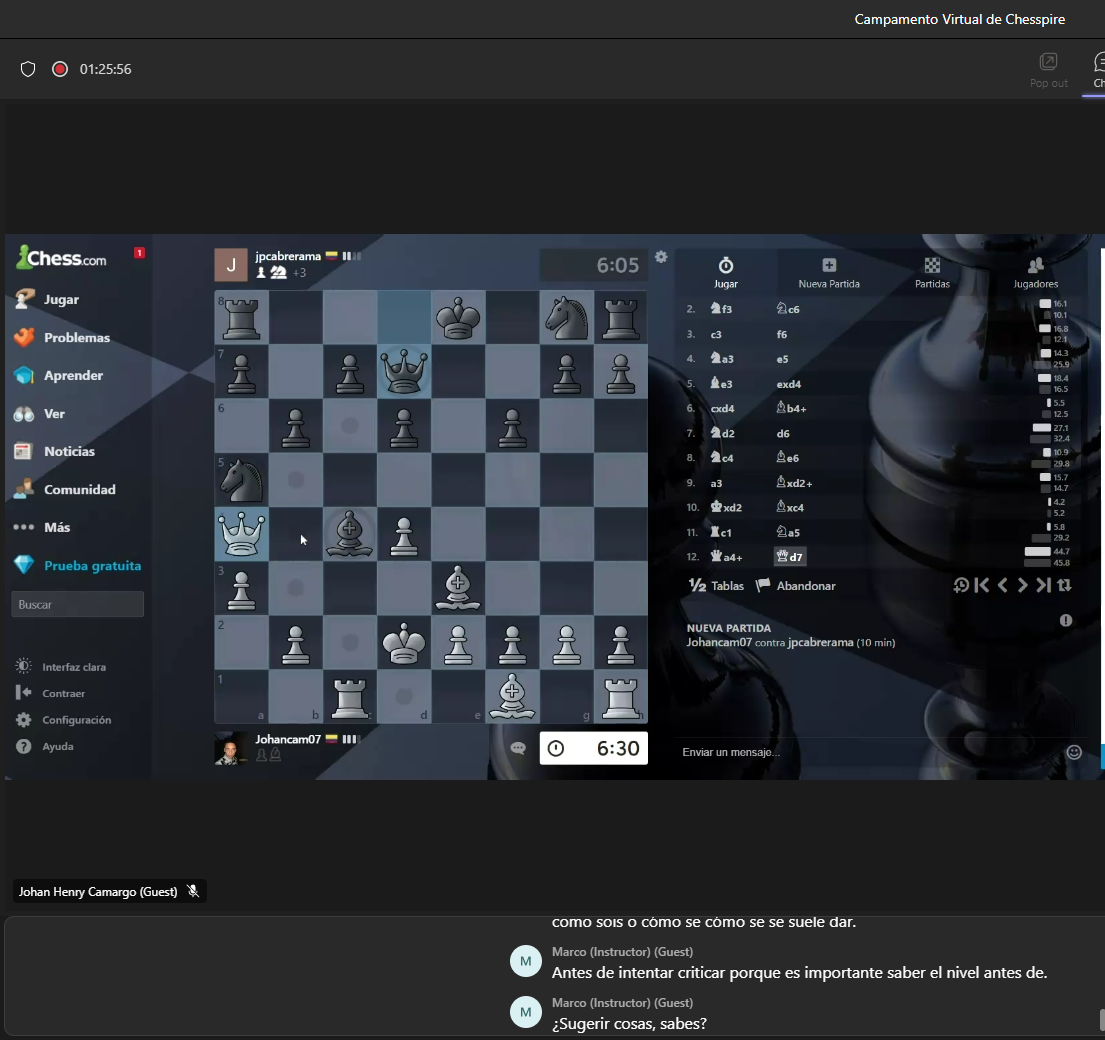 Campamento Virtual de Chesspire
01:25:56
Pop out
Ch
Chess.com
1
Jugar
Problemas
Aprender
Ver
Noticias
Comunidad
Más
Prueba gratuita
Buscar
Interfaz clara
Contraer
Configuración
Ayuda
J
jpcabrerama
+3
6:05
8
7
6
5
4
3
2
1
a b c d e g h
Johancam07
6:30
Jugar
Nueva Partida
Partidas
Jugadores
2. f3 c6 16.1 10.1
3. c3 f6 16.8 12.1
4. a3 e5 14.3 25.9
5. e3 exd4 18.4 16.5
6. cxd4 b4+ 5.5 12.5
7. d2 d6 27.1 32.4
8. c4 e6 10.9 29.8
9. a3 xd2+ 15.7 14.7
10. xd2 xc4 4.2 5.2
11. c1 a5 5.8 29.2
12. a4+ d7 44.7 45.8
½ Tablas Abandonar
NUEVA PARTIDA
Johancam07 contra jpcabrerama (10 min)
Enviar un mensaje...
Johan Henry Camargo (Guest)
como sois o cómo se cómo se se suele dar.
M
Marco (Instructor) (Guest)
Antes de intentar criticar porque es importante saber el nivel antes de.
M
Marco (Instructor) (Guest)
¿Sugerir cosas, sabes?